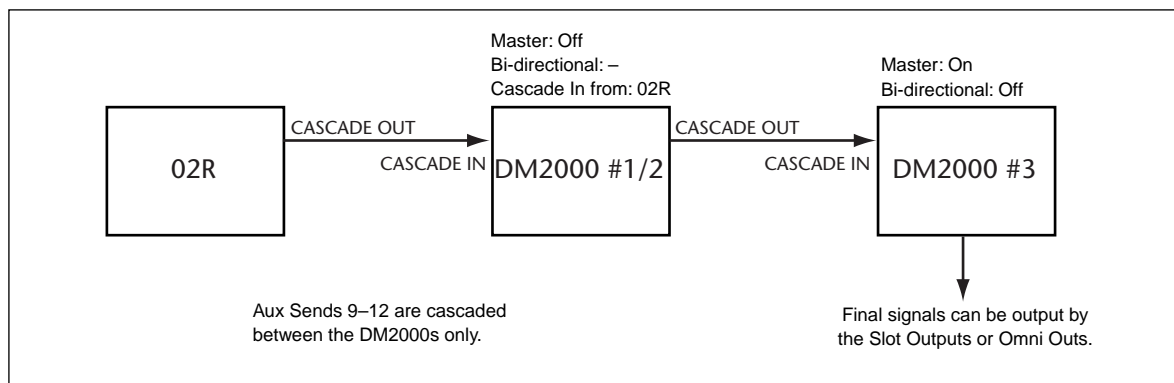 Master: Off
Bi-directional: –
Cascade In from: 02R
Master: On
Bi-directional: Off
02R
CASCADE OUT
CASCADE IN
DM2000 #1/2
CASCADE OUT
CASCADE IN
DM2000 #3
Aux Sends 9–12 are cascaded
between the DM2000s only.
Final signals can be output by
the Slot Outputs or Omni Outs.